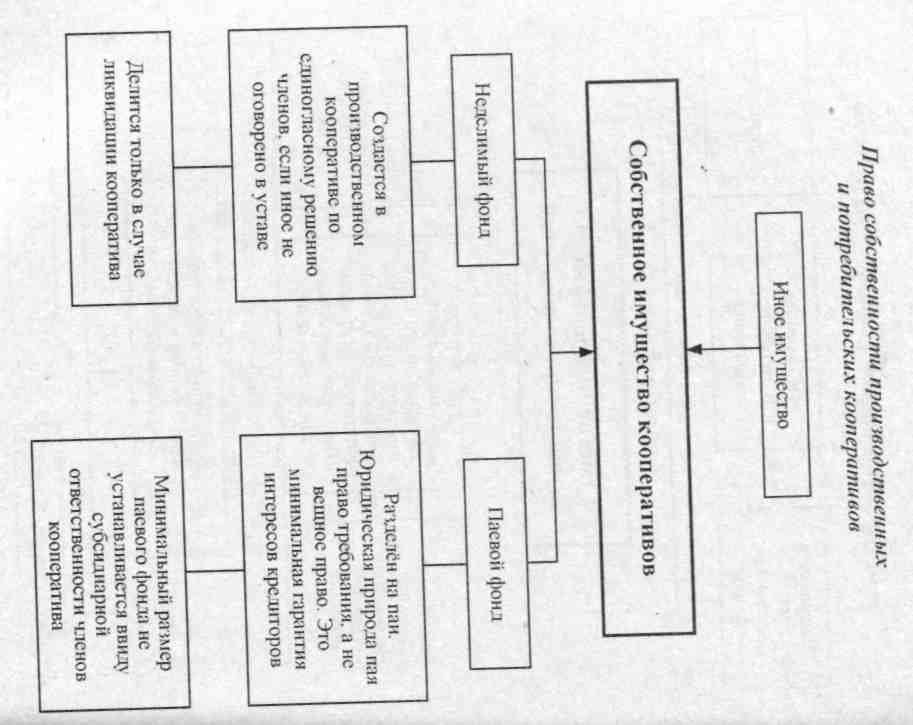 Право собственности производственных
и потребительских кооперативов
Иное имущество
Собственное имущество кооперативов
Неделимый фонд
Паевой фонд
Создается в
производственном
кооперативе по
единогласному решению
членов, если иное не
оговорено в уставе
Разделён на паи.
Юридическая природа пая
право требования, а не
вещное право. Это
минимальная гарантия
интересов кредиторов
Делится только в случае
ликвидации кооператива
Минимальный размер
паевого фонда не
устанавливается ввиду
субсидиарной
ответственности членов
кооператива